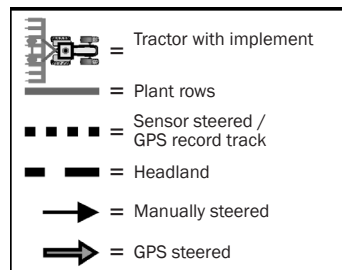 = Tractor with implement
= Plant rows
= Sensor steered /
GPS record track
= Headland
= Manually steered
= GPS steered